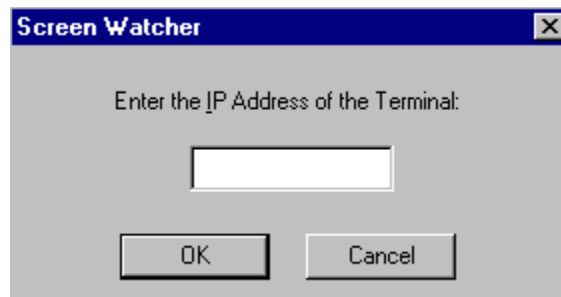 Screen Watcher
Enter the IP Address of the Terminal:
OK
Cancel